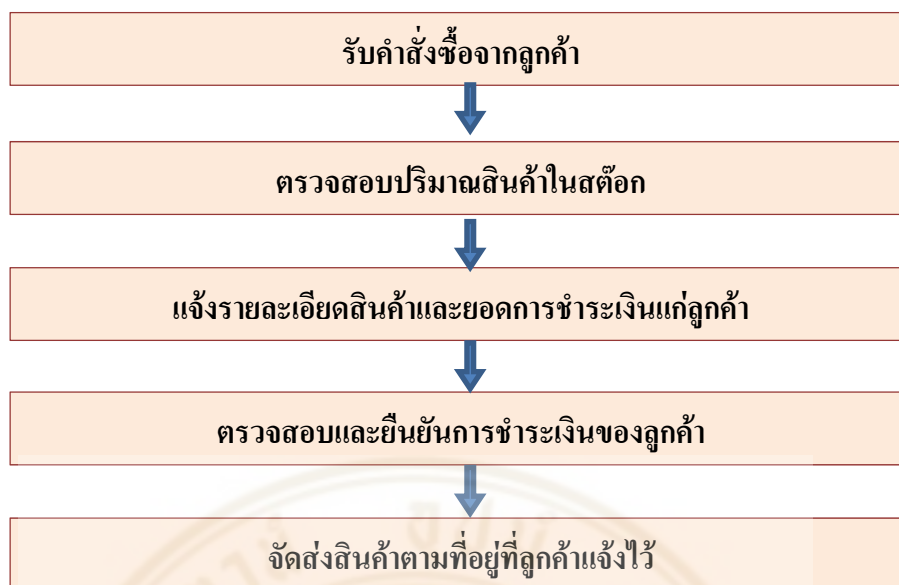 รับคำสั่งซื้อจากลูกค้า
ตรวจสอบปริมาณสินค้าในสต๊อก
แจ้งรายละเอียดสินค้าและยอดการชำระเงินแก่ลูกค้า
ตรวจสอบและยืนยันการชำระเงินของลูกค้า
จัดส่งสินค้าตามที่อยู่ที่ลูกค้าแจ้งไว้